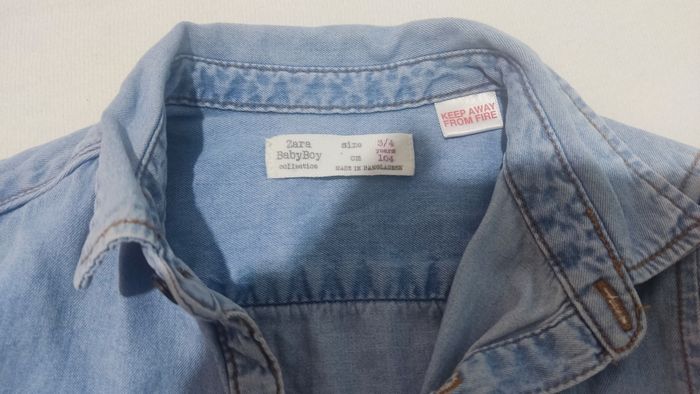 Zara
BabyBoy
collection
size
cm
3/4
years
104
MADE IN BANGLADESH
KEEP AWAY
FROM FIRE